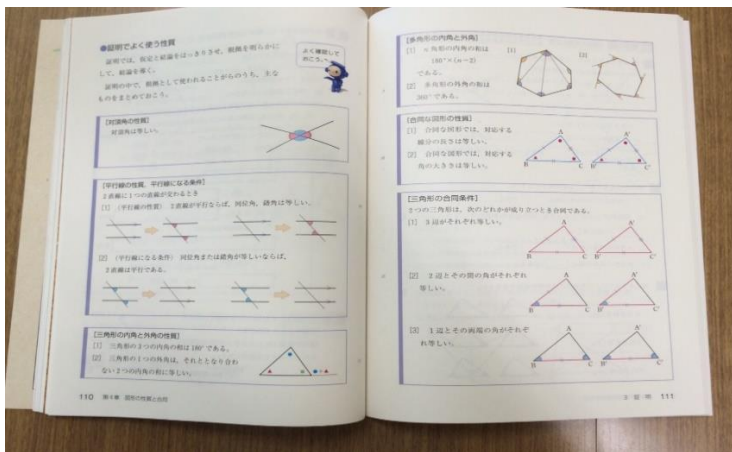 ●証明でよく使う性質
証明では，仮定と結論をはっきりさせ，根拠を明らかに
して，結論を導く。
証明の中で，根拠として使われることがらのうち，主な
ものをまとめておこう。
よく確認して
おこう。
[対頂角の性質]
対頂角は等しい。
[平行線の性質，平行線になる条件]
2直線に1つの直線が交わるとき
[1] (平行線の性質) 2直線が平行ならば，同位角，錯角は等しい。
[2] (平行線になる条件) 同位角または錯角が等しいならば，
2直線は平行である。
[三角形の内角と外角の性質]
[1] 三角形の3つの内角の和は180°である。
[2] 三角形の1つの外角は，それととなり合わ
ない2つの内角の和に等しい。
110 第4章 図形の性質と合同
[多角形の内角と外角]
[1] n角形の内角の和は
180°×(n−2)
である。
[2] 多角形の外角の和は
360°である。
[1] [2]
[合同な図形の性質]
[1] 合同な図形では，対応する
線分の長さは等しい。
[2] 合同な図形では，対応する
角の大きさは等しい。
A A'
B C B' C'
[三角形の合同条件]
2つの三角形は，次のどれかが成り立つとき合同である。
[1] 3辺がそれぞれ等しい。
A A'
B C B' C'
[2] 2辺とその間の角がそれぞれ
等しい。
A A'
B C B' C'
[3] 1辺とその両端の角がそれぞ
れ等しい。
A A'
B C B' C'
2 証明 111